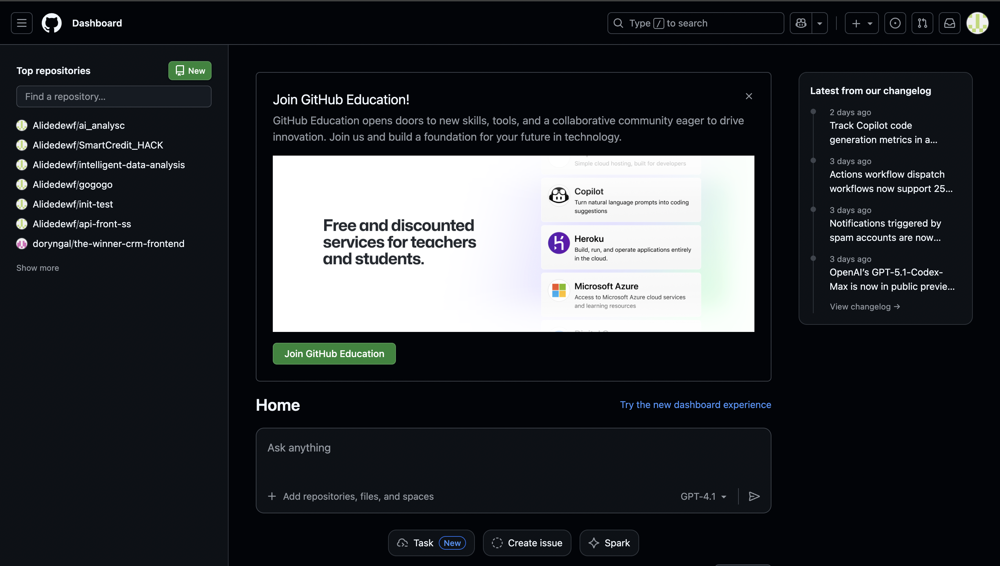 Dashboard
Type / to search
Top repositories
New
Find a repository...
Alidedewf/ai_analysc
Alidedewf/SmartCredit_HACK
Alidedewf/intelligent-data-analysis
Alidedewf/gogogo
Alidedewf/init-test
Alidedewf/api-front-ss
doryngal/the-winner-crm-frontend
Show more
Join GitHub Education!
GitHub Education opens doors to new skills, tools, and a collaborative community eager to drive
innovation. Join us and build a foundation for your future in technology.
Free and discounted
services for teachers
and students.
Simple cloud hosting, built for developers
Copilot
Turn natural language prompts into coding
suggestions
Heroku
Build, run, and operate applications entirely
in the cloud.
Microsoft Azure
Access to Microsoft Azure cloud services
and learning resources
Join GitHub Education
Home
Try the new dashboard experience
Ask anything
Add repositories, files, and spaces
GPT-4.1
Task New
Create issue
Spark
Latest from our changelog
2 days ago
Track Copilot code
generation metrics in a...
3 days ago
Actions workflow dispatch
workflows now support 25...
3 days ago
Notifications triggered by
spam accounts are now...
3 days ago
OpenAI’s GPT-5.1-Codex-
Max is now in public previe...
View changelog →